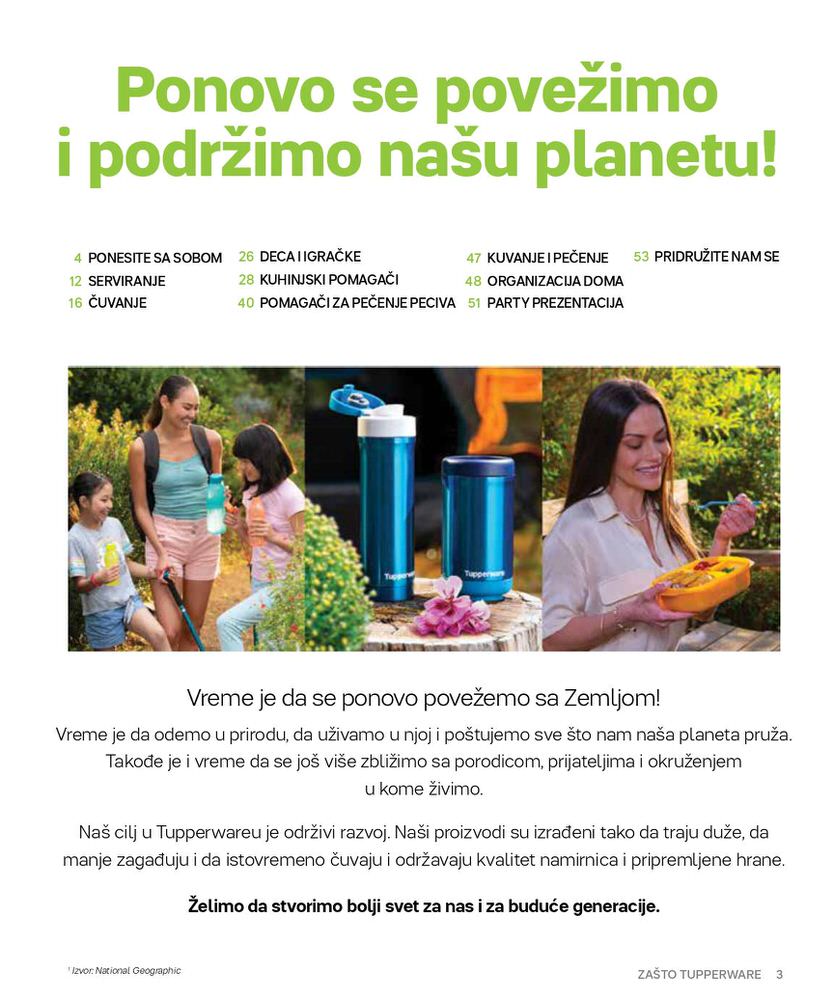 Ponovo se povežimo
i podržimo našu planetu!
4 PONESITE SA SOBOM
12 SERVIRANJE
16 ČUVANJE
26 DECA I IGRAČKE
28 KUHINJSKI POMAGAČI
40 POMAGAČI ZA PEČENJE PECIVA
47 KUVANJE I PEČENJE
48 ORGANIZACIJA DOMA
51 PARTY PREZENTACIJA
53 PRIDRUŽITE NAM SE
Tupperware
Tupperware
Vreme je da se ponovo povežemo sa Zemljom!
Vreme je da odemo u prirodu, da uživamo u njoj i poštujemo sve što nam naša planeta pruža.
Takođe je i vreme da se još više zbližimo sa porodicom, prijateljima i okruženjem
u kome živimo.
Naš cilj u Tupperwareu je održivi razvoj. Naši proizvodi su izrađeni tako da traju duže, da
manje zagađuju i da istovremeno čuvaju i održavaju kvalitet namirnica i pripremljene hrane.
Želimo da stvorimo bolji svet za nas i za buduće generacije.
¹ Izvor: National Geographic
ZAŠTO TUPPERWARE 3